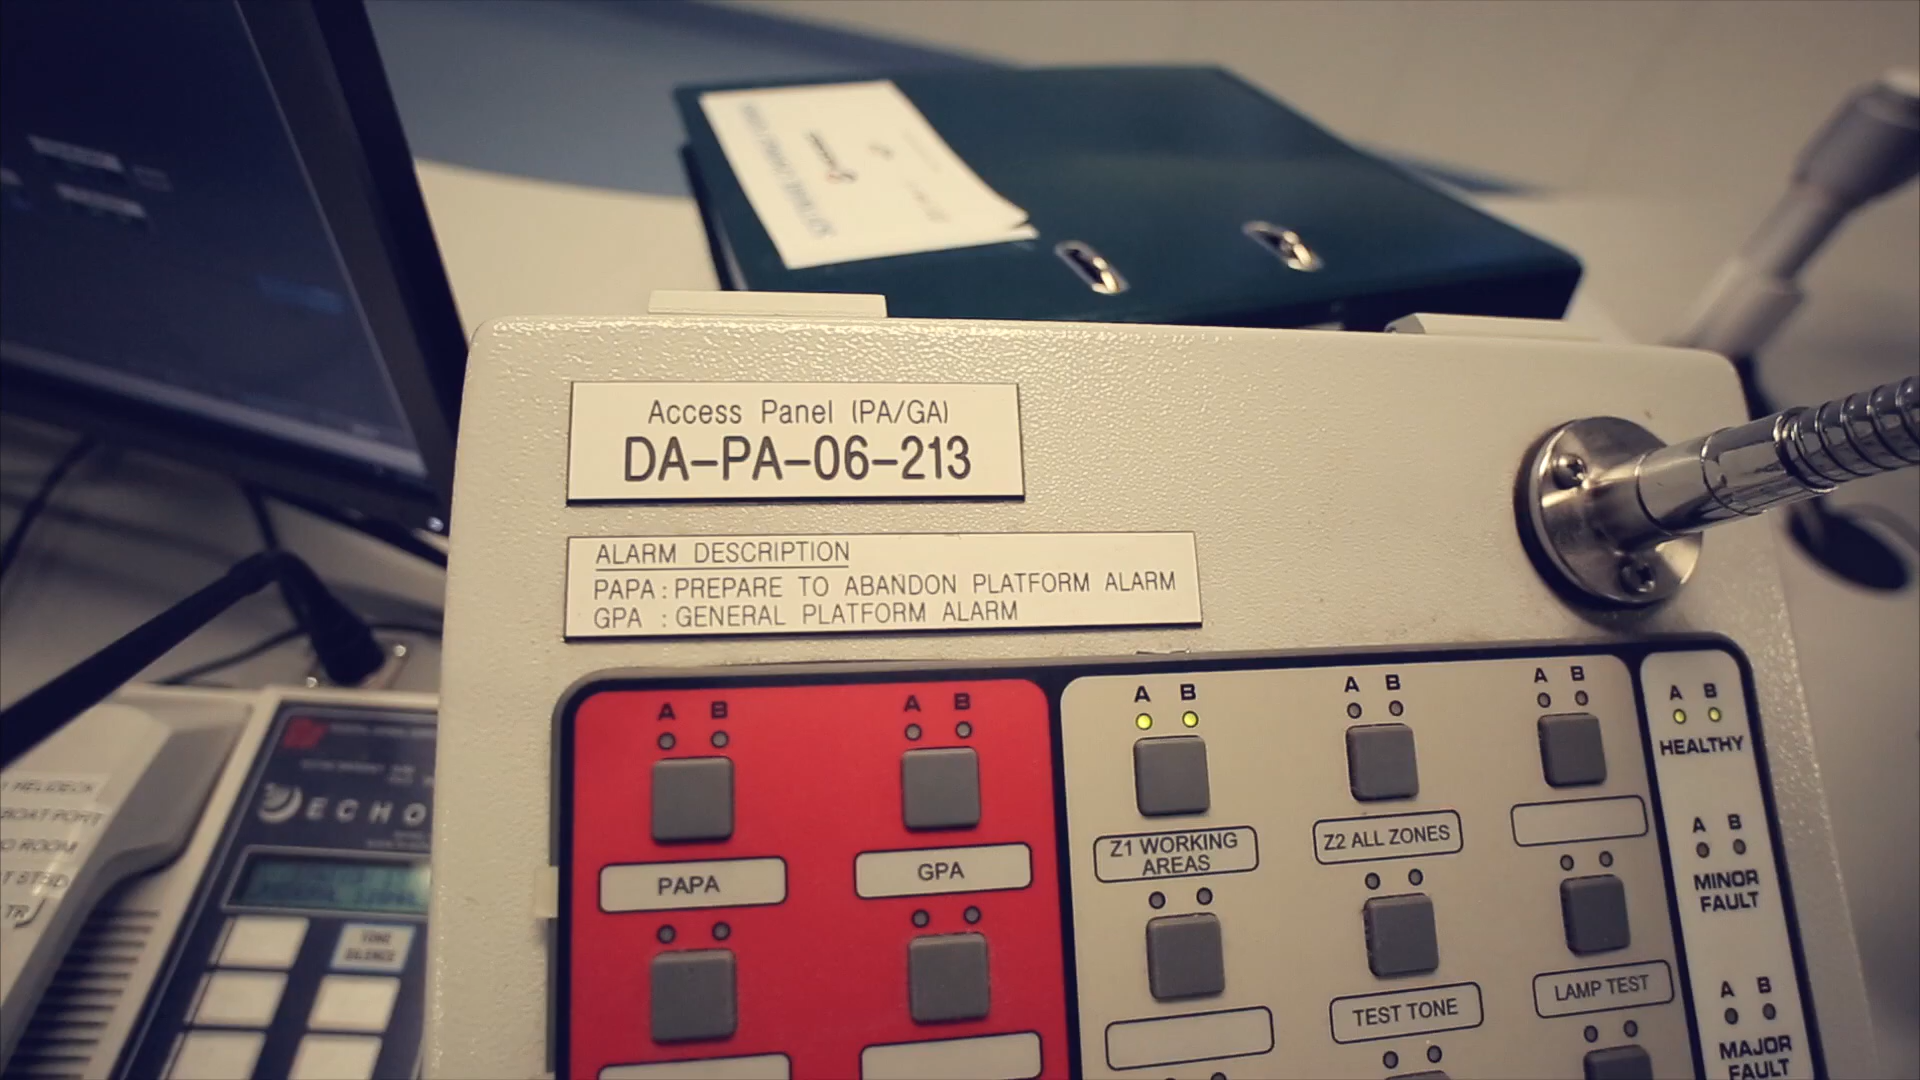 Access Panel (PA/GA)
DA-PA-06-213
ALARM DESCRIPTION
PAPA : PREPARE TO ABANDON PLATFORM ALARM
GPA : GENERAL PLATFORM ALARM
A B
A B
A B
A B
A B
A B
HEALTHY
PAPA
GPA
Z1 WORKING
AREAS
Z2 ALL ZONES
A B
MINOR
FAULT
TEST TONE
LAMP TEST
A B
MAJOR
FAULT
ECHO
TONE
SILENCE